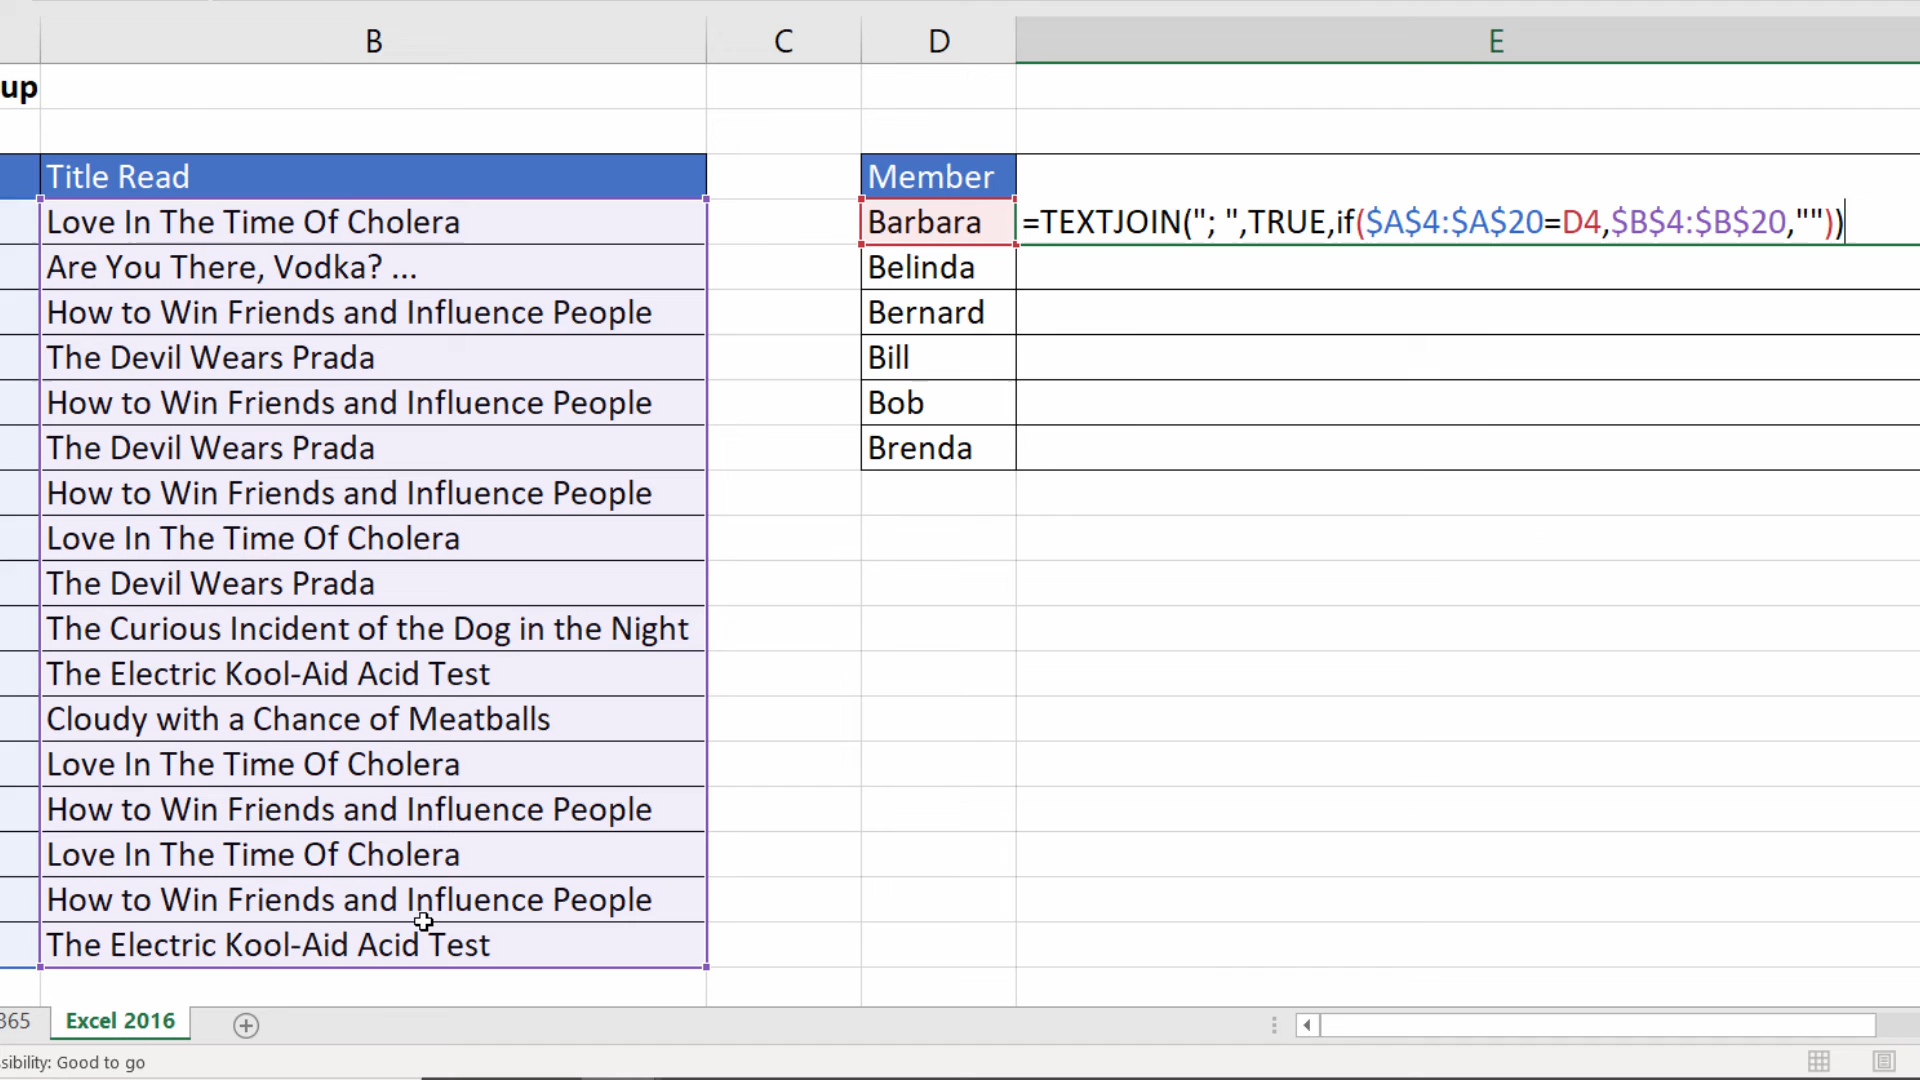 B C D E
up
Title Read Member
Love In The Time Of Cholera Barbara =TEXTJOIN("; ",TRUE,if($A$4:$A$20=D4,$B$4:$B$20,""))
Are You There, Vodka? ... Belinda
How to Win Friends and Influence People Bernard
The Devil Wears Prada Bill
How to Win Friends and Influence People Bob
The Devil Wears Prada Brenda
How to Win Friends and Influence People
Love In The Time Of Cholera
The Devil Wears Prada
The Curious Incident of the Dog in the Night
The Electric Kool-Aid Acid Test
Cloudy with a Chance of Meatballs
Love In The Time Of Cholera
How to Win Friends and Influence People
Love In The Time Of Cholera
How to Win Friends and Influence People
The Electric Kool-Aid Acid Test
365 Excel 2016
sibility: Good to go